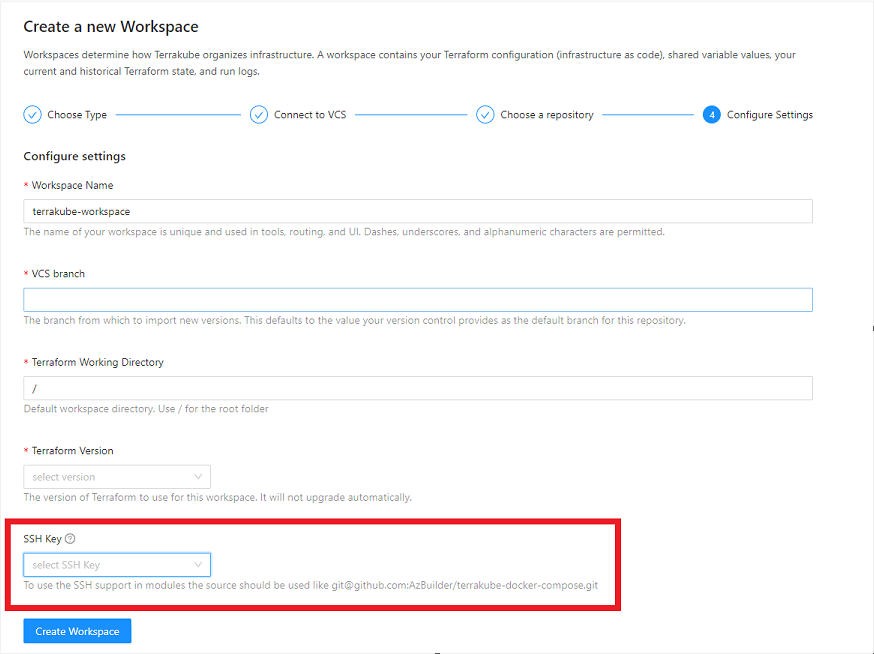 Create a new Workspace
Workspaces determine how Terrakube organizes infrastructure. A workspace contains your Terraform configuration (infrastructure as code), shared variable values, your
current and historical Terraform state, and run logs.
Choose Type
Connect to VCS
Choose a repository
4 Configure Settings
Configure settings
* Workspace Name
terrakube-workspace
The name of your workspace is unique and used in tools, routing, and UI. Dashes, underscores, and alphanumeric characters are permitted.
* VCS branch
The branch from which to import new versions. This defaults to the value your version control provides as the default branch for this repository.
* Terraform Working Directory
/
Default workspace directory. Use / for the root folder
* Terraform Version
select version
The version of Terraform to use for this workspace. It will not upgrade automatically.
SSH Key ?
select SSH Key
To use the SSH support in modules the source should be used like git@github.com:AzBuilder/terrakube-docker-compose.git
Create Workspace